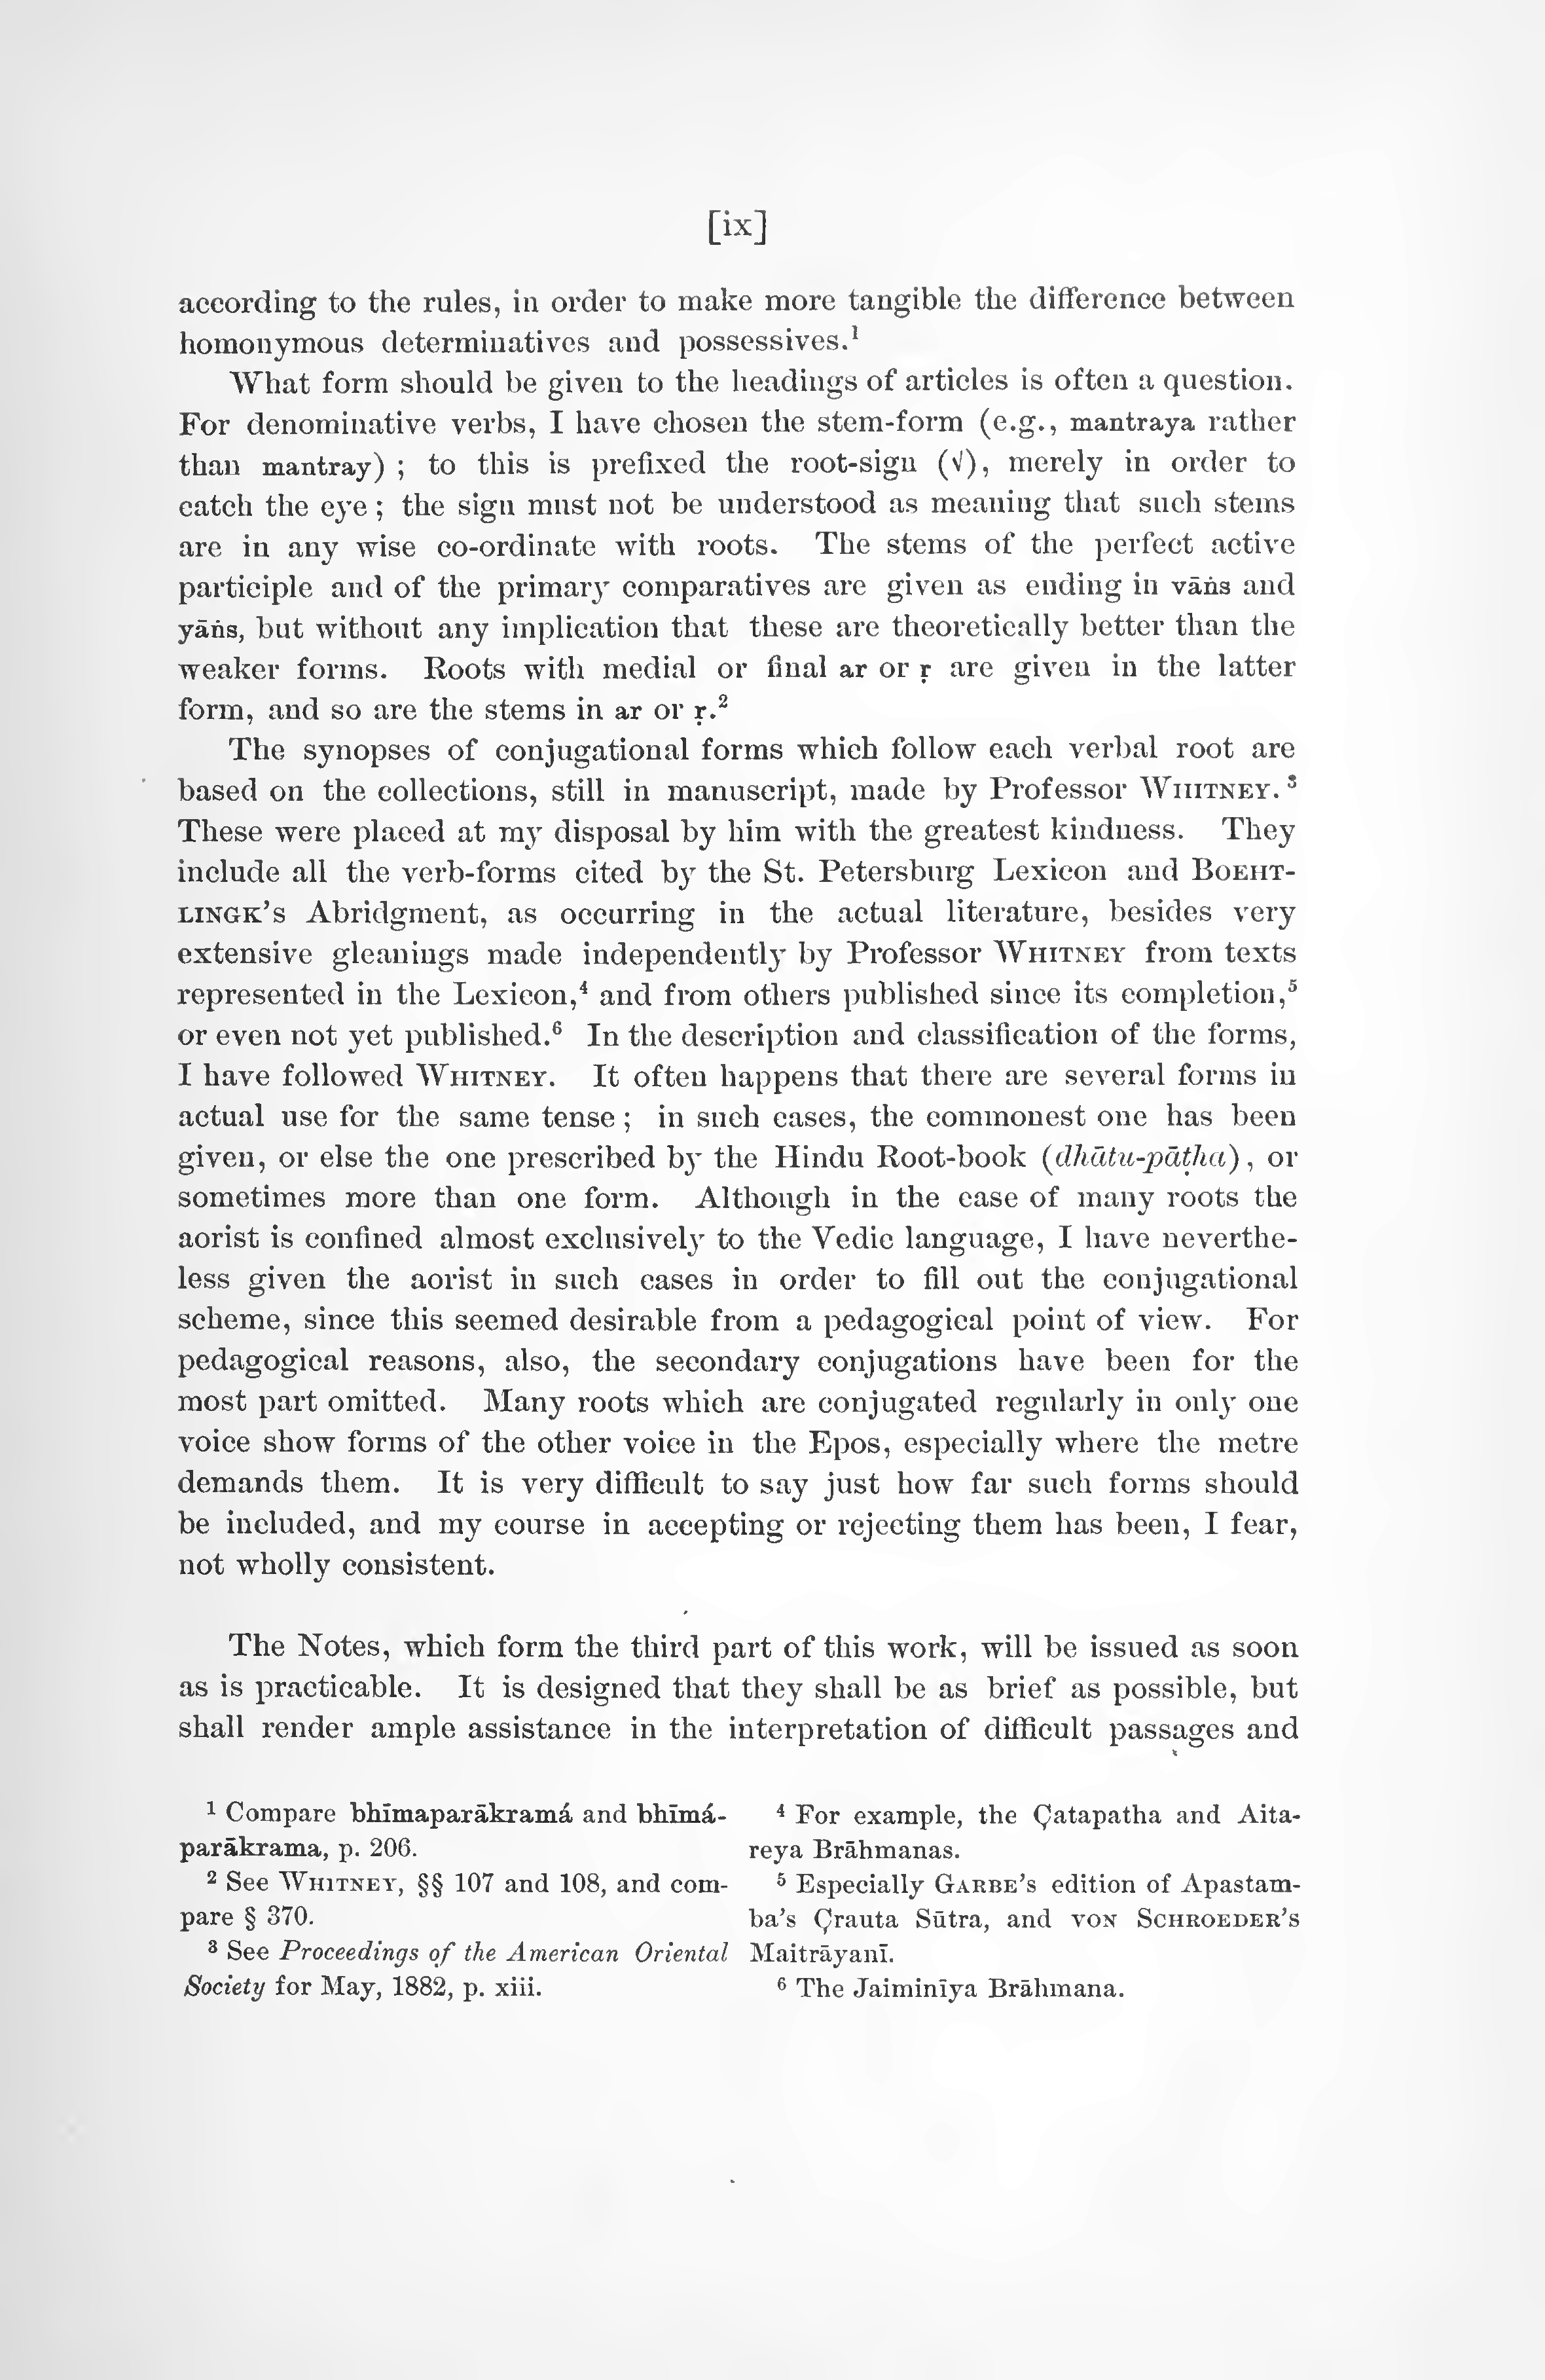 [ix]
according to the rules, in order to make more tangible the difference between
homonymous determinatives and possessives.¹
What form should be given to the headings of articles is often a question.
For denominative verbs, I have chosen the stem-form (e.g., mantraya rather
than mantray) ; to this is prefixed the root-sign (√), merely in order to
catch the eye ; the sign must not be understood as meaning that such stems
are in any wise co-ordinate with roots. The stems of the perfect active
participle and of the primary comparatives are given as ending in vāṅs and
yāṅs, but without any implication that these are theoretically better than the
weaker forms. Roots with medial or final ar or ṛ are given in the latter
form, and so are the stems in ar or ṛ.²
The synopses of conjugational forms which follow each verbal root are
based on the collections, still in manuscript, made by Professor WHITNEY.³
These were placed at my disposal by him with the greatest kindness. They
include all the verb-forms cited by the St. Petersburg Lexicon and BOEHT-
LINGK'S Abridgment, as occurring in the actual literature, besides very
extensive gleanings made independently by Professor WHITNEY from texts
represented in the Lexicon,⁴ and from others published since its completion,⁵
or even not yet published.⁶ In the description and classification of the forms,
I have followed WHITNEY. It often happens that there are several forms in
actual use for the same tense ; in such cases, the commonest one has been
given, or else the one prescribed by the Hindu Root-book (dhātu-pāṭha), or
sometimes more than one form. Although in the case of many roots the
aorist is confined almost exclusively to the Vedic language, I have neverthe-
less given the aorist in such cases in order to fill out the conjugational
scheme, since this seemed desirable from a pedagogical point of view. For
pedagogical reasons, also, the secondary conjugations have been for the
most part omitted. Many roots which are conjugated regularly in only one
voice show forms of the other voice in the Epos, especially where the metre
demands them. It is very difficult to say just how far such forms should
be included, and my course in accepting or rejecting them has been, I fear,
not wholly consistent.
The Notes, which form the third part of this work, will be issued as soon
as is practicable. It is designed that they shall be as brief as possible, but
shall render ample assistance in the interpretation of difficult passages and
¹ Compare bhīmaparākramá and bhīmá-
parākrama, p. 206.
² See WHITNEY, §§ 107 and 108, and com-
pare § 370.
³ See Proceedings of the American Oriental
Society for May, 1882, p. xiii.
⁴ For example, the Çatapatha and Aita-
reya Brāhmanas.
⁵ Especially GARBE's edition of Apastam-
ba's Çrauta Sūtra, and VON SCHROEDER'S
Maitrāyanī.
⁶ The Jaiminīya Brāhmana.